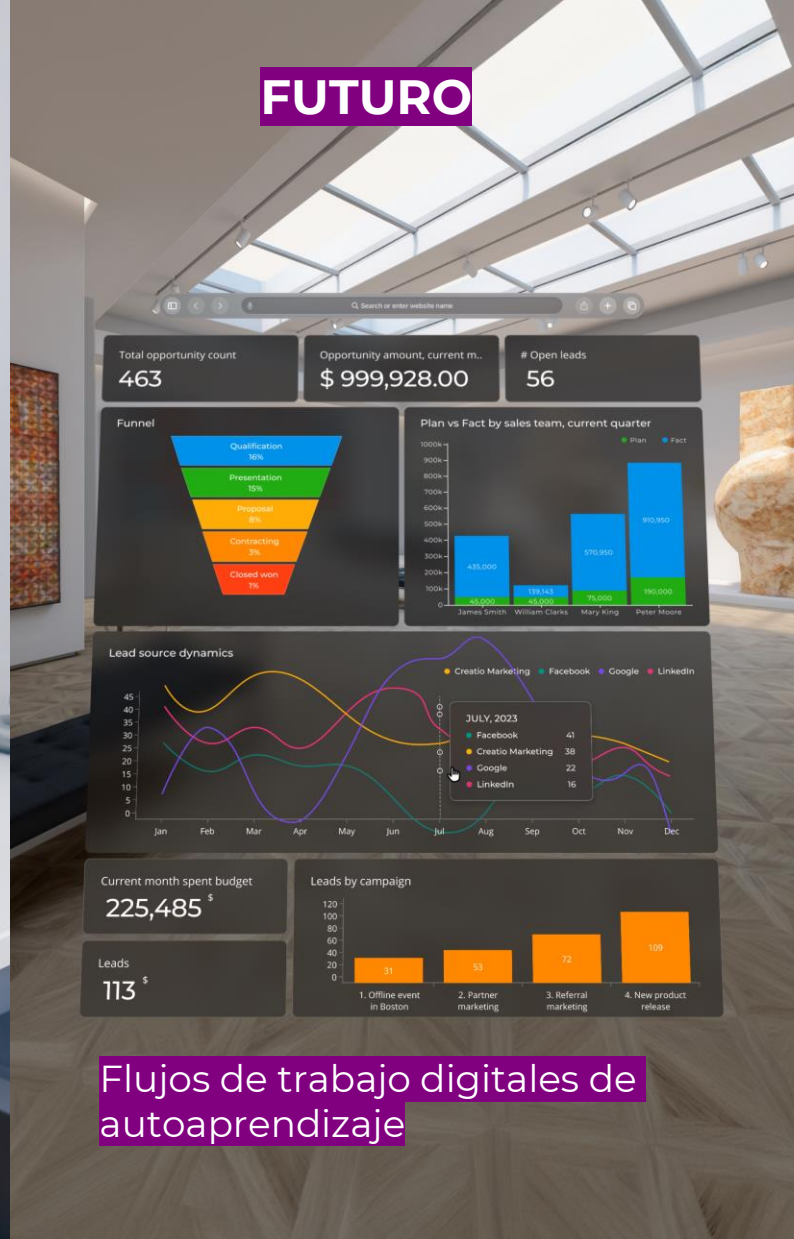 FUTURO
Search or enter website name
Total opportunity count
463
Opportunity amount, current m..
$ 999,928.00
# Open leads
56
Funnel
Qualification
16%
Presentation
15%
Proposal
8%
Contracting
3%
Closed won
1%
Plan vs Fact by sales team, current quarter
Plan
Fact
1000k
900k
800k
700k
600k
500k
400k
300k
200k
100k
0
435,000
45,000
139,143
45,000
570,950
75,000
910,950
190,000
James Smith
William Clarks
Mary King
Peter Moore
Lead source dynamics
Creatio Marketing
Facebook
Google
LinkedIn
45
40
35
30
25
20
15
10
5
0
JULY, 2023
Facebook 41
Creatio Marketing 38
Google 22
LinkedIn 16
Jan
Feb
Mar
Apr
May
Jun
Jul
Aug
Sep
Oct
Nov
Dec
Current month spent budget
225,485 $
Leads
113 $
Leads by campaign
120
100
80
60
40
20
0
31
53
72
109
1. Offline event
in Boston
2. Partner
marketing
3. Referral
marketing
4. New product
release
Flujos de trabajo digitales de
autoaprendizaje